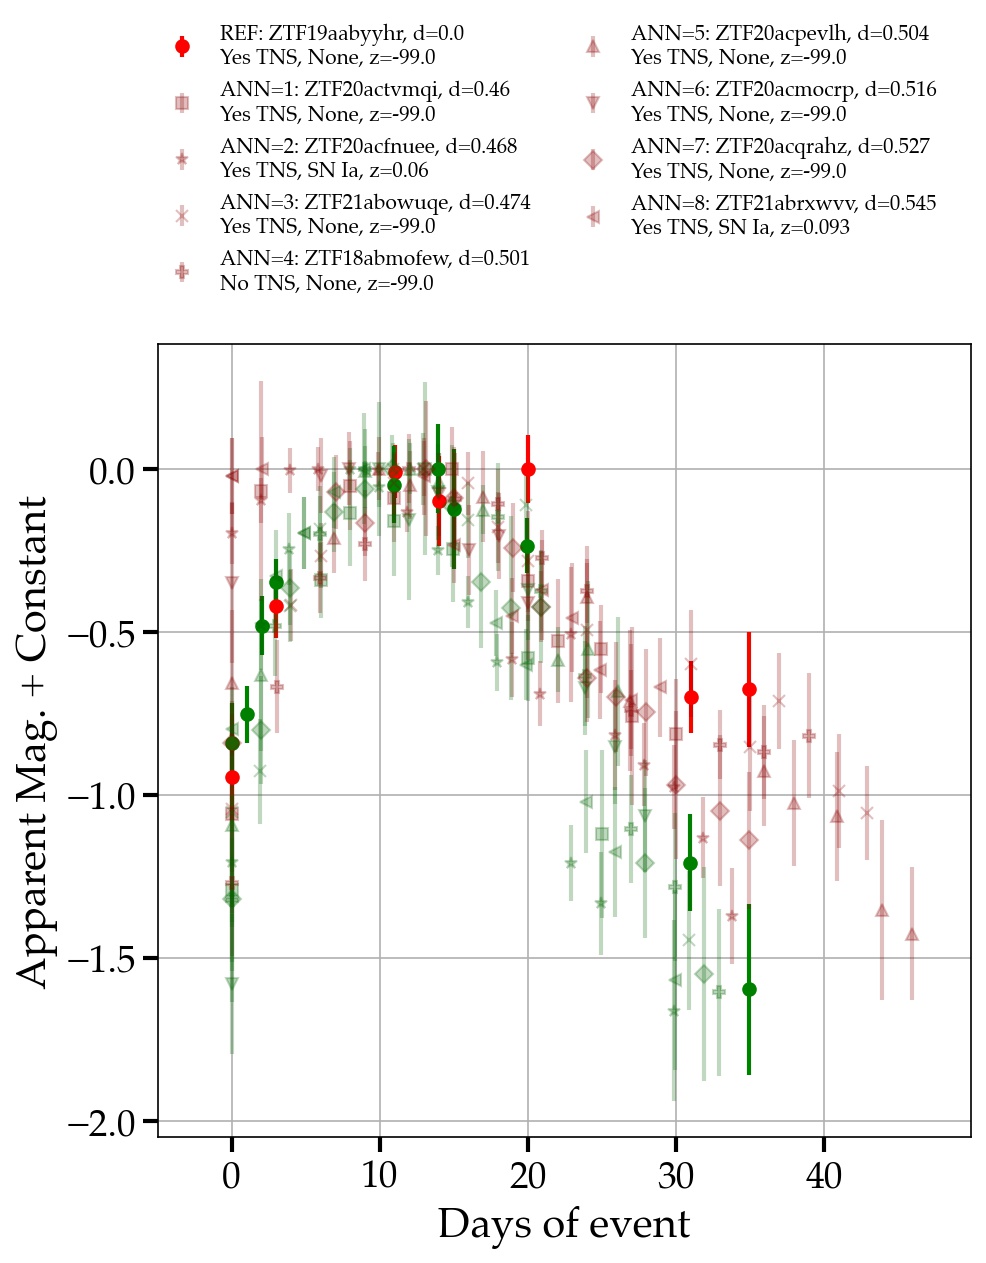 REF: ZTF19aabyyhr, d=0.0
Yes TNS, None, z=-99.0
ANN=1: ZTF20actvmqi, d=0.46
Yes TNS, None, z=-99.0
ANN=2: ZTF20acfnuee, d=0.468
Yes TNS, SN Ia, z=0.06
ANN=3: ZTF21abowuqe, d=0.474
Yes TNS, None, z=-99.0
ANN=4: ZTF18abmofew, d=0.501
No TNS, None, z=-99.0
ANN=5: ZTF20acpevlh, d=0.504
Yes TNS, None, z=-99.0
ANN=6: ZTF20acmocrp, d=0.516
Yes TNS, None, z=-99.0
ANN=7: ZTF20acqrahz, d=0.527
Yes TNS, None, z=-99.0
ANN=8: ZTF21abrxwvv, d=0.545
Yes TNS, SN Ia, z=0.093
Apparent Mag. + Constant
0.0
−0.5
−1.0
−1.5
−2.0
0 10 20 30 40
Days of event